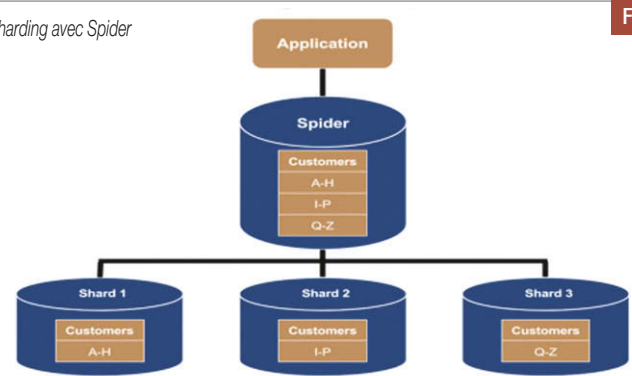 harding avec Spider
F
Application
Spider
Customers
A-H
I-P
Q-Z
Shard 1
Customers
A-H
Shard 2
Customers
I-P
Shard 3
Customers
Q-Z